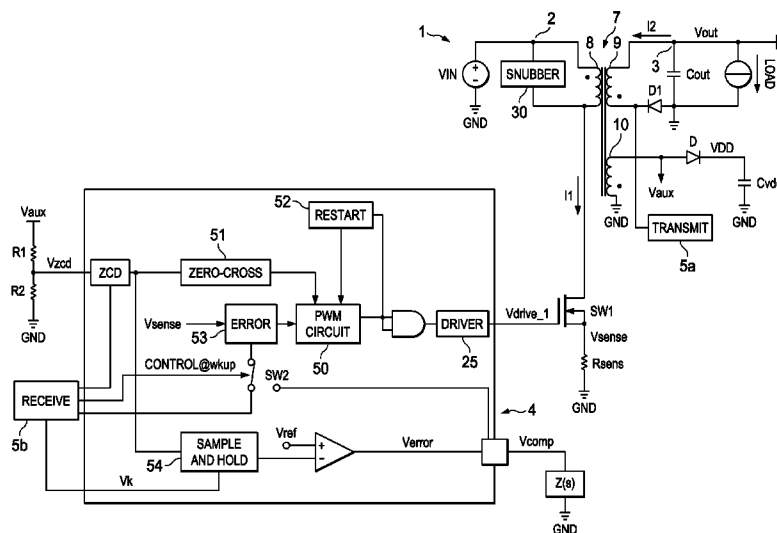 1
2
7
I2
Vout
8
9
3
VIN
SNUBBER
30
Cout
D1
LOAD
GND
GND
10
D
VDD
Vaux
Cvd
GND
GND
I1
TRANSMIT
5a
52
RESTART
Vaux
51
R1
Vzcd
ZCD
ZERO-CROSS
R2
GND
Vsense
ERROR
53
PWM
CIRCUIT
50
DRIVER
25
Vdrive_1
SW1
Vsense
Rsens
GND
CONTROL@wkup
SW2
RECEIVE
5b
4
SAMPLE
AND HOLD
54
Vref
+
-
Verror
Vcomp
Vk
Z(s)
GND